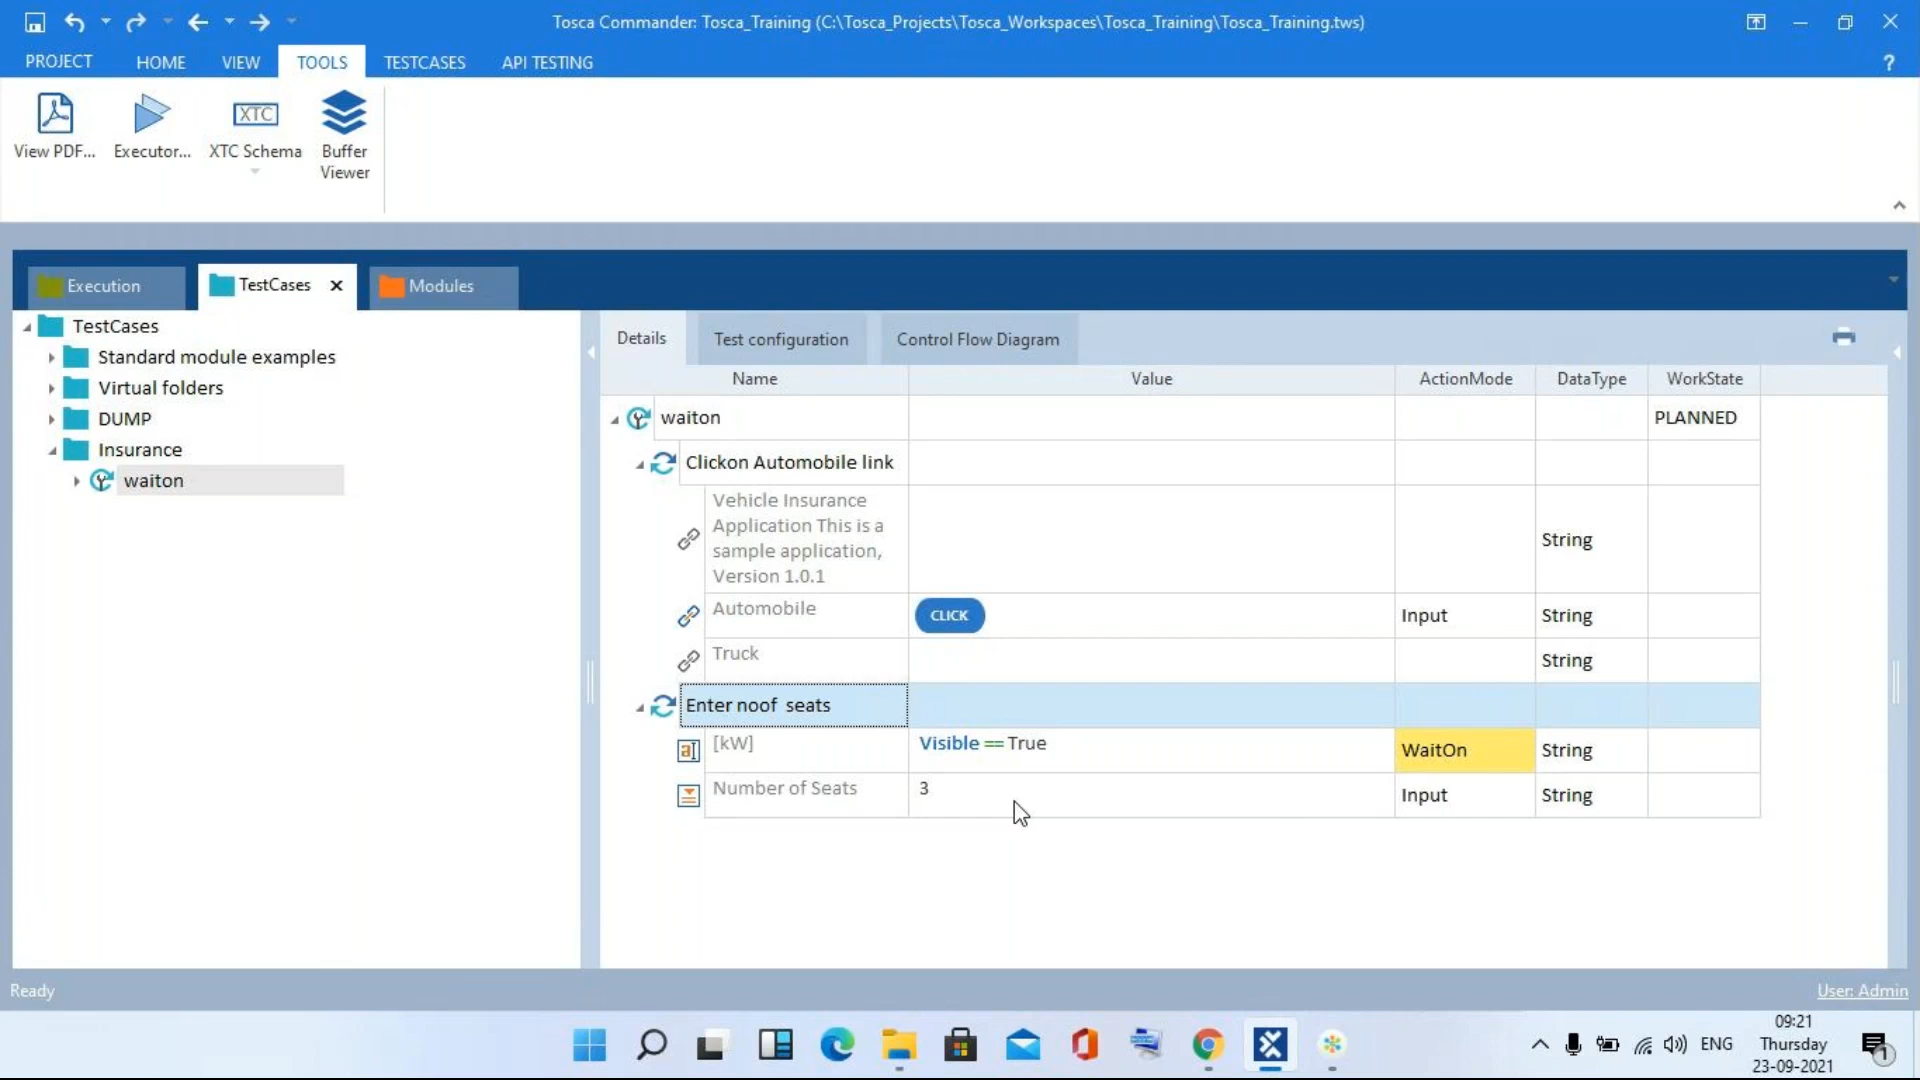 Tosca Commander: Tosca_Training (C:\Tosca_Projects\Tosca_Workspaces\Tosca_Training\Tosca_Training.tws)
PROJECT HOME VIEW TOOLS TESTCASES API TESTING ?
XTC
View PDF... Executor... XTC Schema Buffer
Viewer
Execution TestCases Modules
TestCases
Standard module examples
Virtual folders
DUMP
Insurance
waiton
Details Test configuration Control Flow Diagram
Name Value ActionMode DataType WorkState
waiton PLANNED
Clickon Automobile link
Vehicle Insurance
Application This is a
sample application,
Version 1.0.1
String
Automobile CLICK Input String
Truck String
Enter noof  seats
[kW] Visible == True WaitOn String
Number of Seats 3 Input String
Ready User: Admin
ENG
09:21
Thursday
23-09-2021
1